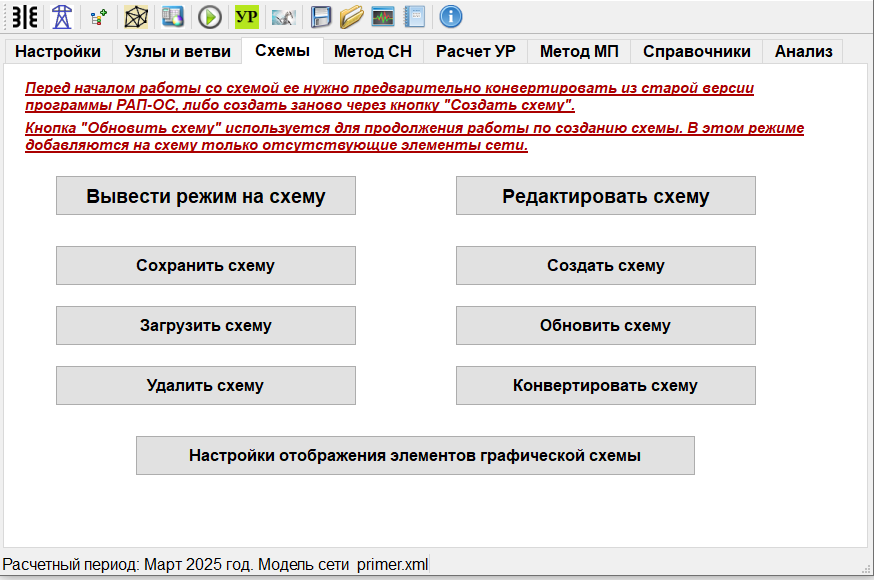 УР
Настройки Узлы и ветви Схемы Метод СН Расчет УР Метод МП Справочники Анализ
Перед началом работы со схемой ее нужно предварительно конвертировать из старой версии
программы РАП-ОС, либо создать заново через кнопку "Создать схему".
Кнопка "Обновить схему" используется для продолжения работы по созданию схемы. В этом режиме
добавляются на схему только отсутствующие элементы сети.
Вывести режим на схему Редактировать схему
Сохранить схему Создать схему
Загрузить схему Обновить схему
Удалить схему Конвертировать схему
Настройки отображения элементов графической схемы
Расчетный период: Март 2025 год. Модель сети primer.xml